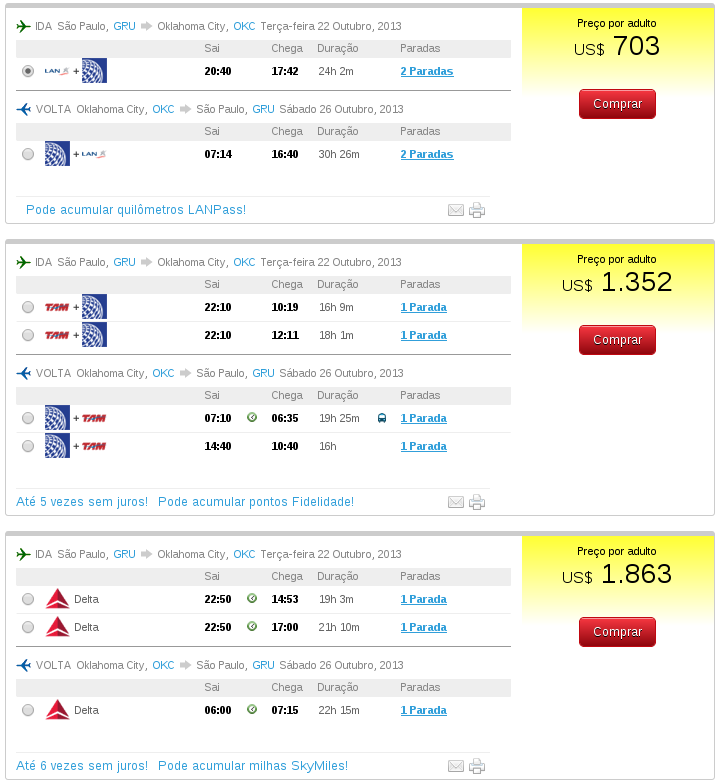 IDA São Paulo, GRU Oklahoma City, OKC Terça-feira 22 Outubro, 2013
Sai Chega Duração Paradas
LAN + 20:40 17:42 24h 2m 2 Paradas
VOLTA Oklahoma City, OKC São Paulo, GRU Sábado 26 Outubro, 2013
Sai Chega Duração Paradas
+ LAN 07:14 16:40 30h 26m 2 Paradas
Pode acumular quilômetros LANPass!
Preço por adulto
US$ 703
Comprar
IDA São Paulo, GRU Oklahoma City, OKC Terça-feira 22 Outubro, 2013
Sai Chega Duração Paradas
TAM + 22:10 10:19 16h 9m 1 Parada
TAM + 22:10 12:11 18h 1m 1 Parada
VOLTA Oklahoma City, OKC São Paulo, GRU Sábado 26 Outubro, 2013
Sai Chega Duração Paradas
+ TAM 07:10 06:35 19h 25m 1 Parada
+ TAM 14:40 10:40 16h 1 Parada
Até 5 vezes sem juros! Pode acumular pontos Fidelidade!
Preço por adulto
US$ 1.352
Comprar
IDA São Paulo, GRU Oklahoma City, OKC Terça-feira 22 Outubro, 2013
Sai Chega Duração Paradas
Delta 22:50 14:53 19h 3m 1 Parada
Delta 22:50 17:00 21h 10m 1 Parada
VOLTA Oklahoma City, OKC São Paulo, GRU Sábado 26 Outubro, 2013
Sai Chega Duração Paradas
Delta 06:00 07:15 22h 15m 1 Parada
Até 6 vezes sem juros! Pode acumular milhas SkyMiles!
Preço por adulto
US$ 1.863
Comprar